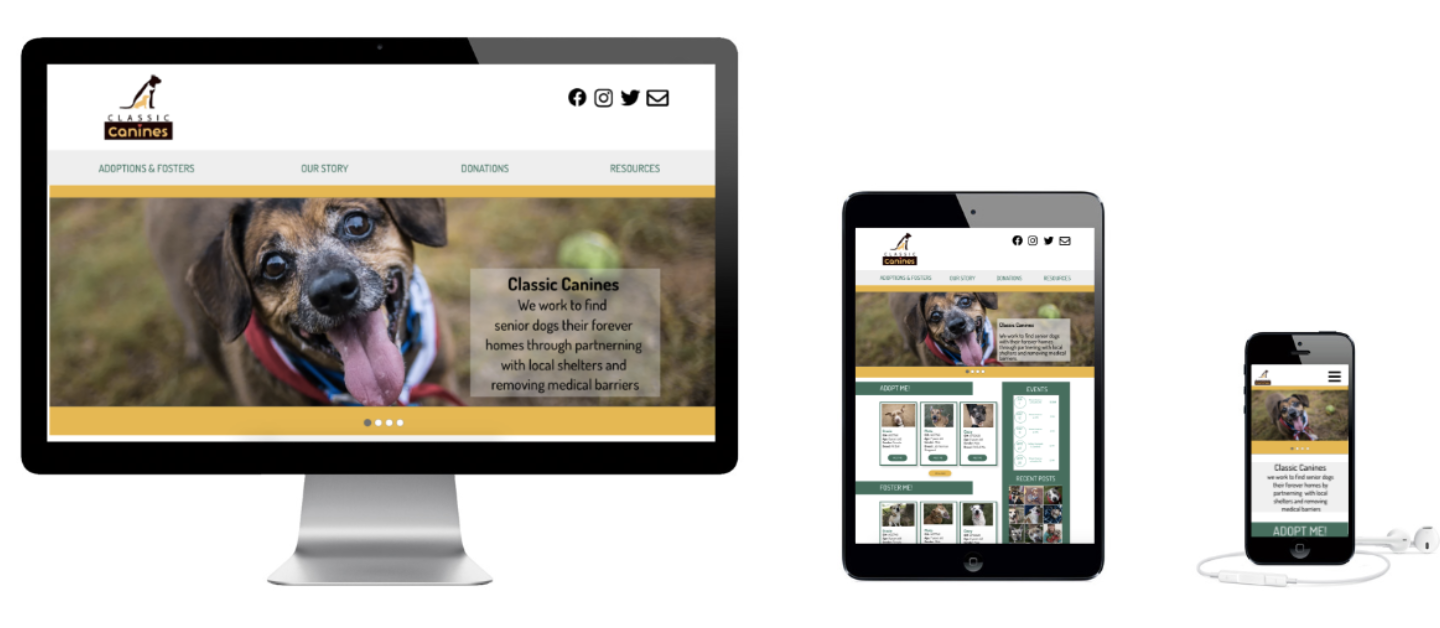 CLASSIC
Canines
ADOPTIONS & FOSTERS OUR STORY DONATIONS RESOURCES
Classic Canines
We work to find
senior dogs their forever
homes through partnerning
with local shelters and
removing medical barriers
CLASSIC
Canines
ADOPTIONS & FOSTERS OUR STORY DONATIONS RESOURCES
Classic Canines
We work to find senior dogs
with their forever homes
through partnerning with local
shelters and removing medical
barriers
ADOPT ME!
EVENTS
RECENT POSTS
FOSTER ME!
Classic Canines
we work to find senior dogs
their forever homes by
partnerning with local
shelters and removing
medical barriers
ADOPT ME!